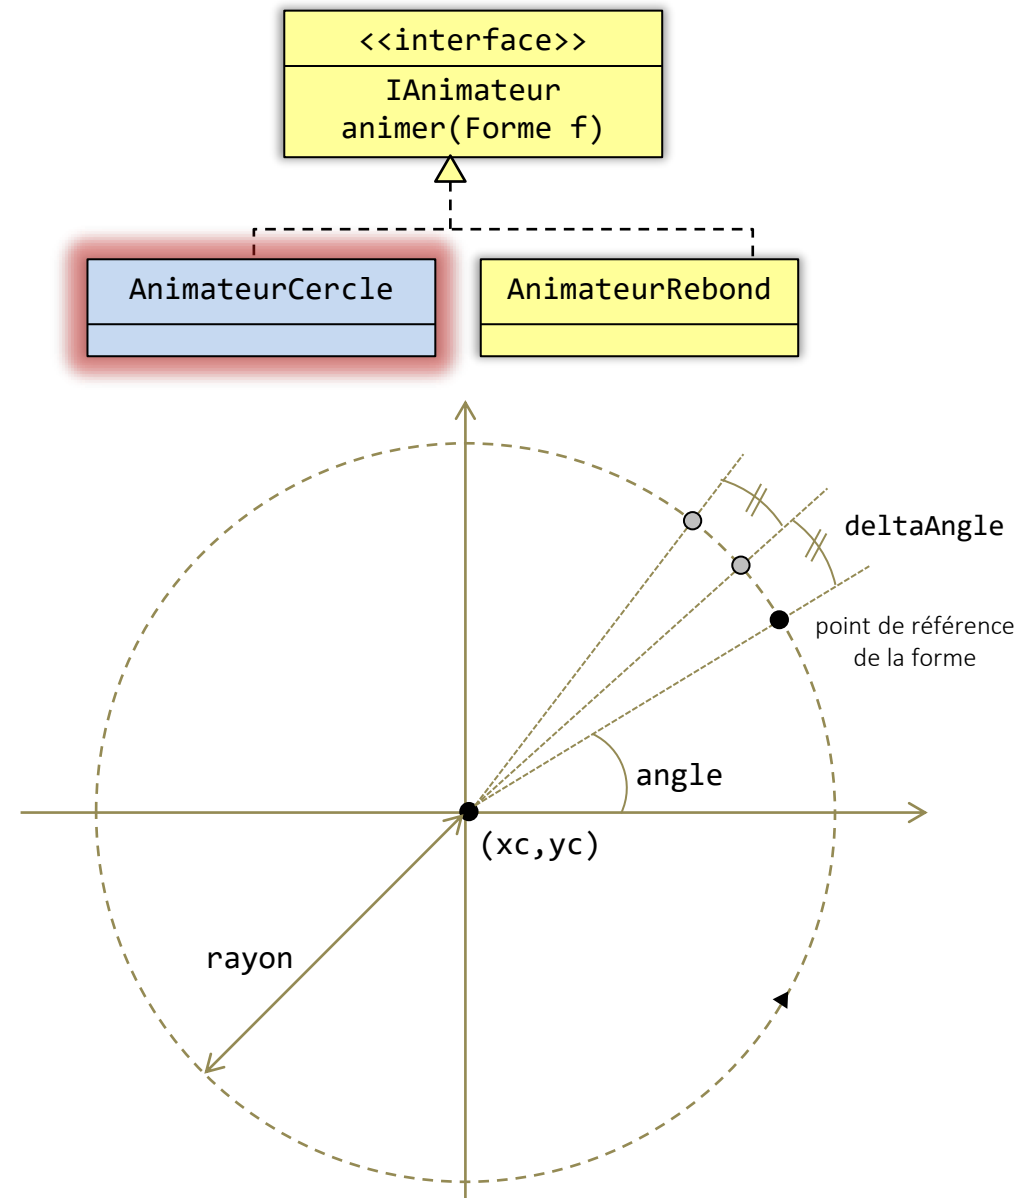 <<interface>>
IAnimateur
animer(Forme f)
AnimateurCercle
AnimateurRebond
deltaAngle
point de référence
de la forme
angle
(xc,yc)
rayon